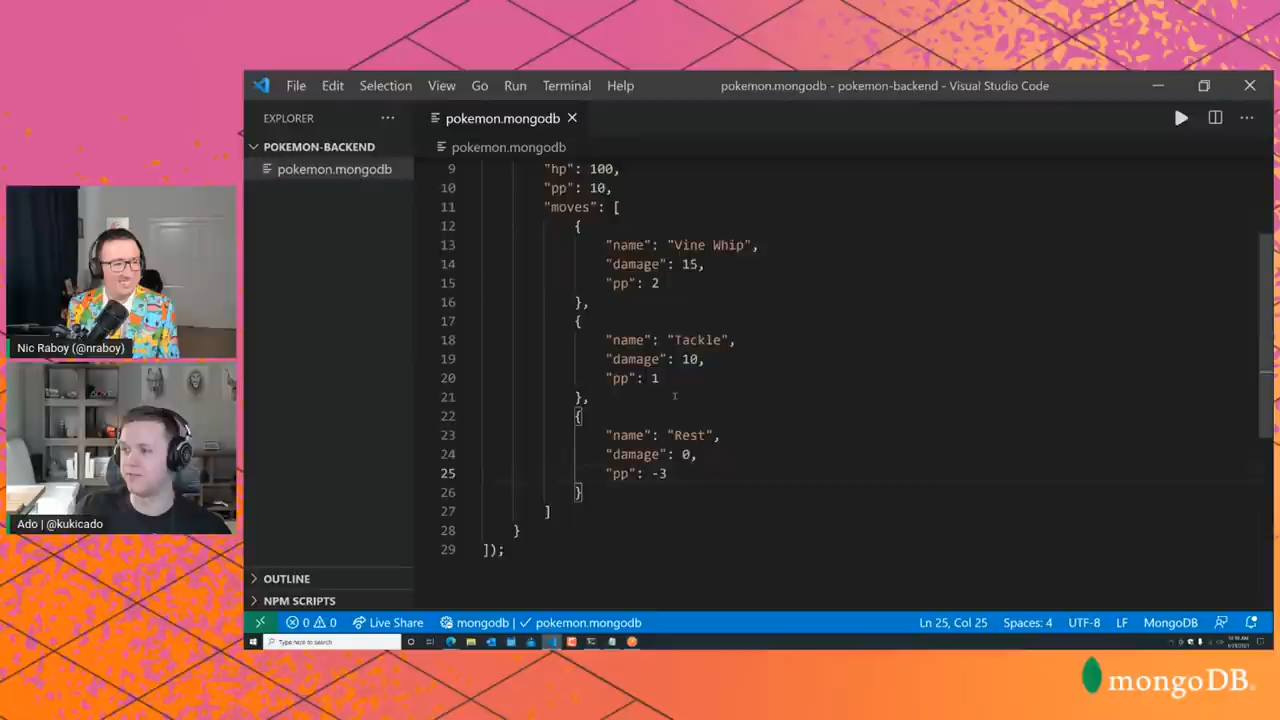 File Edit Selection View Go Run Terminal Help pokemon.mongodb - pokemon-backend - Visual Studio Code
EXPLORER
POKEMON-BACKEND
pokemon.mongodb
pokemon.mongodb
pokemon.mongodb
9 "hp": 100,
10 "pp": 10,
11 "moves": [
12 {
13 "name": "Vine Whip",
14 "damage": 15,
15 "pp": 2
16 },
17 {
18 "name": "Tackle",
19 "damage": 10,
20 "pp": 1
21 },
22 {
23 "name": "Rest",
24 "damage": 0,
25 "pp": -3
26 }
27 ]
28 }
29 ]);
OUTLINE
NPM SCRIPTS
0 0 Live Share mongodb | ✓ pokemon.mongodb Ln 25, Col 25 Spaces: 4 UTF-8 LF MongoDB
Type here to search
Nic Raboy (@nraboy)
Ado | @kukicado
mongoDB.